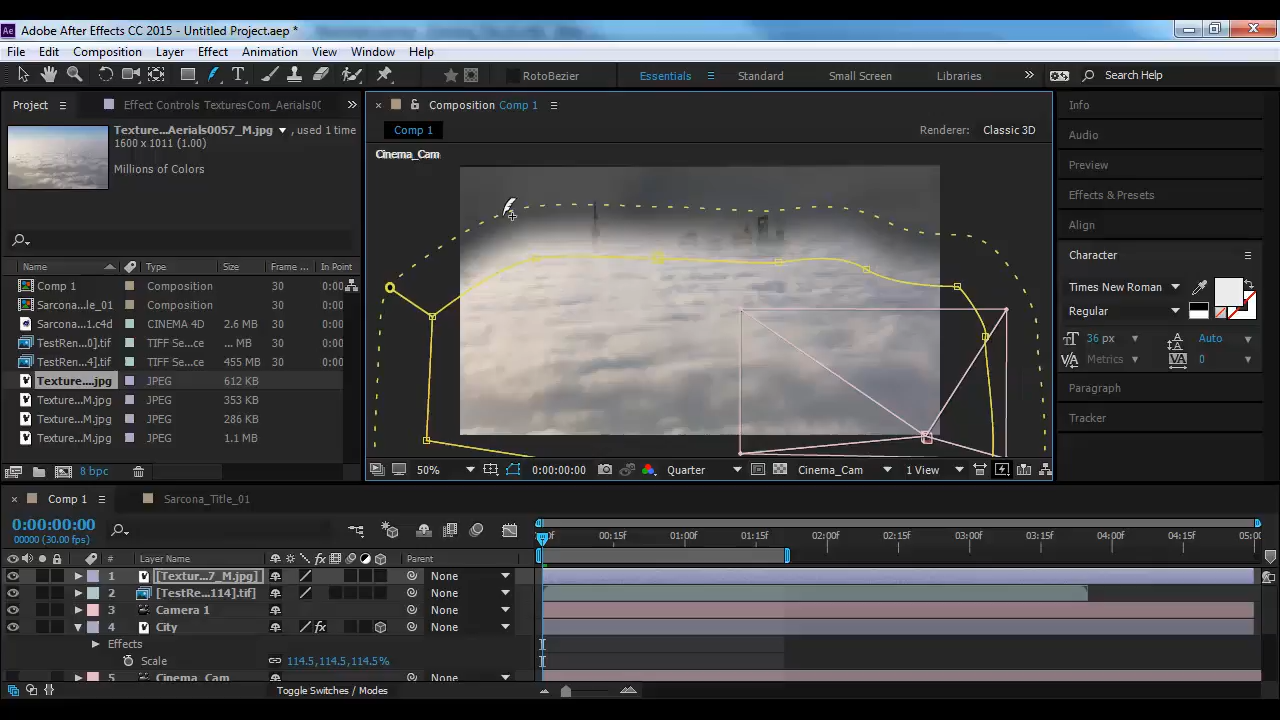 Adobe After Effects CC 2015 - Untitled Project.aep *
File Edit Composition Layer Effect Animation View Window Help
RotoBezier Essentials Standard Small Screen Libraries Search Help
Project Effect Controls TexturesCom_Aerials00
Texture...Aerials0057_M.jpg , used 1 time
1600 x 1011 (1.00)
Millions of Colors
Name Type Size Frame ... In Point
Comp 1 Composition 30 0:00
Sarcona...le_01 Composition 30 0:00
Sarcona...1.c4d CINEMA 4D 2.6 MB 30 0:00
TestRen...0].tif TIFF Se...ce ... MB 30 0:00
TestRen...4].tif TIFF Se...ce 455 MB 30 0:00
Texture....jpg JPEG 612 KB
Texture...M.jpg JPEG 353 KB
Texture...M.jpg JPEG 286 KB
Texture...M.jpg JPEG 1.1 MB
8 bpc
Composition Comp 1
Comp 1 Renderer: Classic 3D
Cinema_Cam
50% 0:00:00:00 Quarter Cinema_Cam 1 View
Info
Audio
Preview
Effects & Presets
Align
Character
Times New Roman
Regular
36 px Auto
Metrics 0
Paragraph
Tracker
Comp 1 Sarcona_Title_01
0:00:00:00
00000 (30.00 fps)
00f 00:15f 01:00f 01:15f 02:00f 02:15f 03:00f 03:15f 04:00f 04:15f 05:00
# Layer Name fx Parent
1 [Textur...7_M.jpg] None
2 [TestRe...114].tif None
3 Camera 1 None
4 City fx None
Effects
Scale 114.5,114.5,114.5%
5 Cinema_Cam None
Toggle Switches / Modes